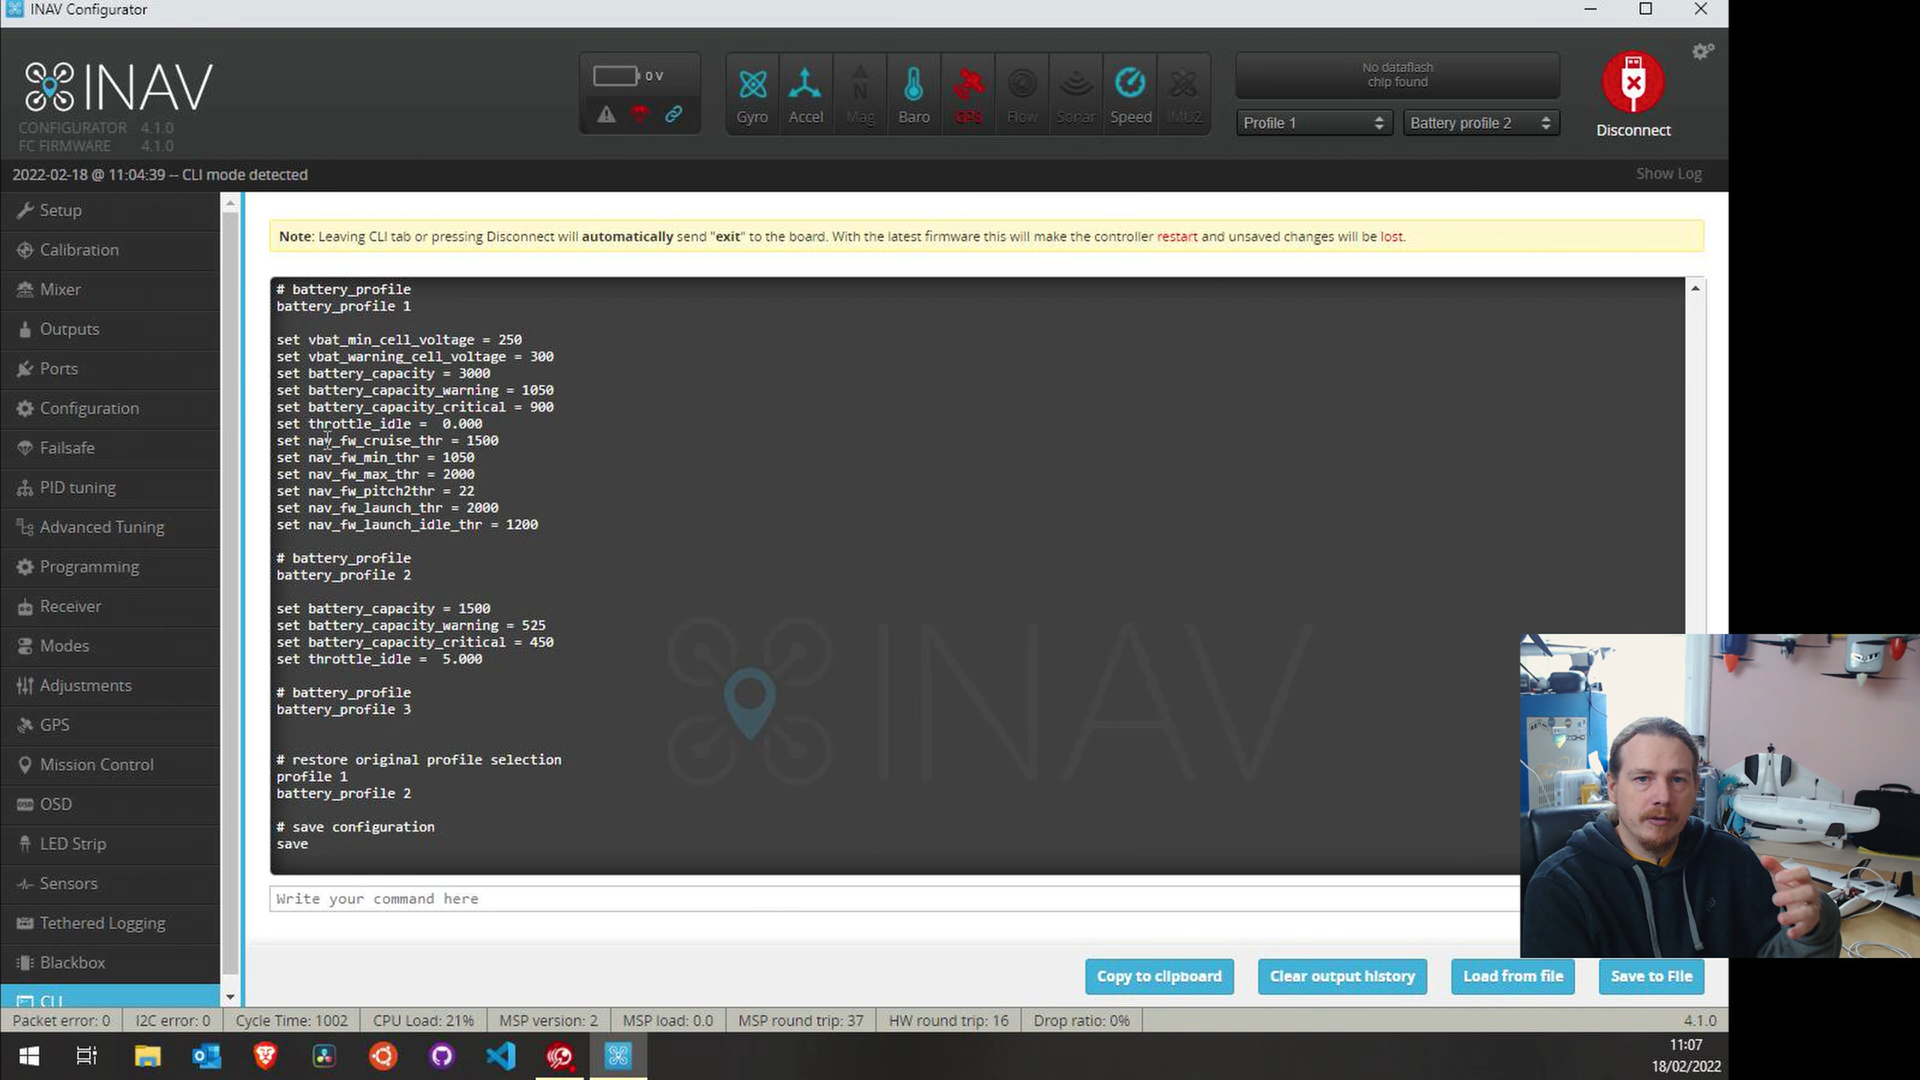 INAV Configurator
INAV
CONFIGURATOR 4.1.0
FC FIRMWARE 4.1.0
0 V
Gyro
Accel
Mag
Baro
GPS
Flow
Sonar
Speed
IMU2
No dataflash
chip found
Profile 1
Battery profile 2
Disconnect
2022-02-18 @ 11:04:39 -- CLI mode detected
Show Log
Setup
Calibration
Mixer
Outputs
Ports
Configuration
Failsafe
PID tuning
Advanced Tuning
Programming
Receiver
Modes
Adjustments
GPS
Mission Control
OSD
LED Strip
Sensors
Tethered Logging
Blackbox
CLI
Note: Leaving CLI tab or pressing Disconnect will automatically send "exit" to the board. With the latest firmware this will make the controller restart and unsaved changes will be lost.
# battery_profile
battery_profile 1
set vbat_min_cell_voltage = 250
set vbat_warning_cell_voltage = 300
set battery_capacity = 3000
set battery_capacity_warning = 1050
set battery_capacity_critical = 900
set throttle_idle =  0.000
set nav_fw_cruise_thr = 1500
set nav_fw_min_thr = 1050
set nav_fw_max_thr = 2000
set nav_fw_pitch2thr = 22
set nav_fw_launch_thr = 2000
set nav_fw_launch_idle_thr = 1200
# battery_profile
battery_profile 2
set battery_capacity = 1500
set battery_capacity_warning = 525
set battery_capacity_critical = 450
set throttle_idle =  5.000
# battery_profile
battery_profile 3
# restore original profile selection
profile 1
battery_profile 2
# save configuration
save
INAV
Write your command here
Copy to clipboard
Clear output history
Load from file
Save to File
Packet error: 0
I2C error: 0
Cycle Time: 1002
CPU Load: 21%
MSP version: 2
MSP load: 0.0
MSP round trip: 37
HW round trip: 16
Drop ratio: 0%
4.1.0
11:07
18/02/2022